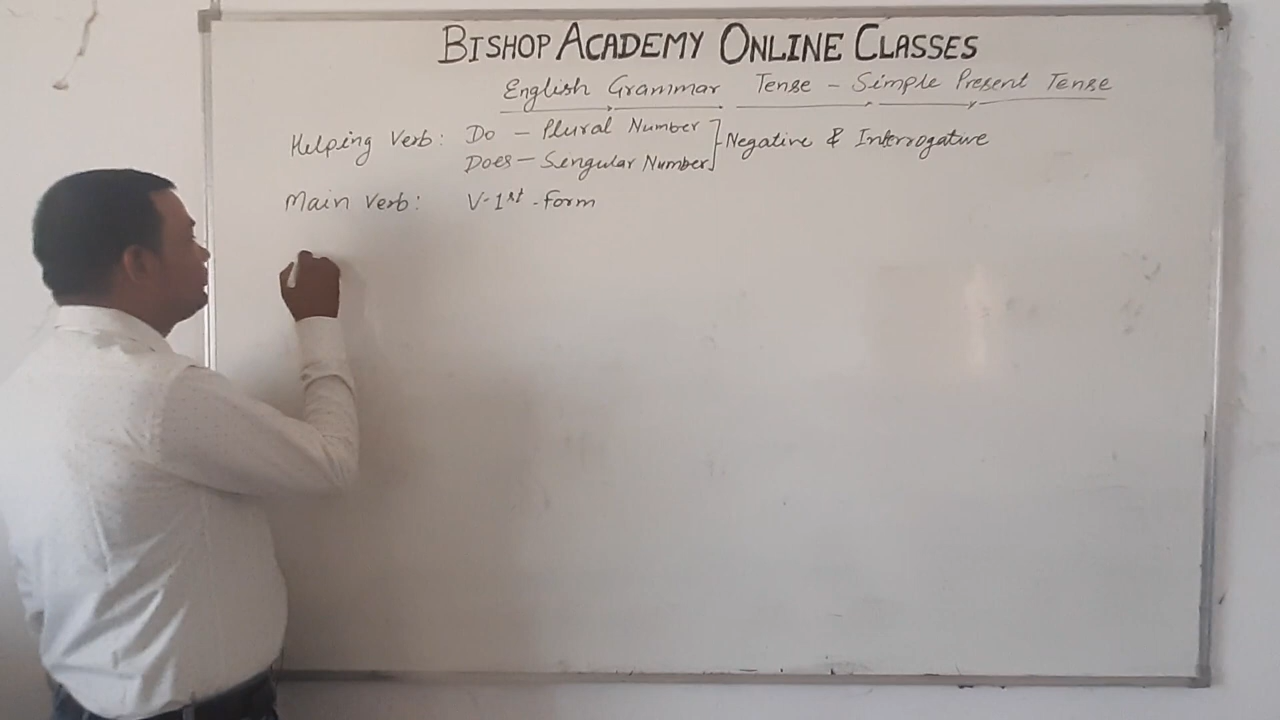 BISHOP ACADEMY ONLINE CLASSES
English Grammar Tense - Simple Present Tense
Helping Verb: Do - Plural Number
Does - Singular Number ] Negative & Interrogative
Main Verb: V-1st-form